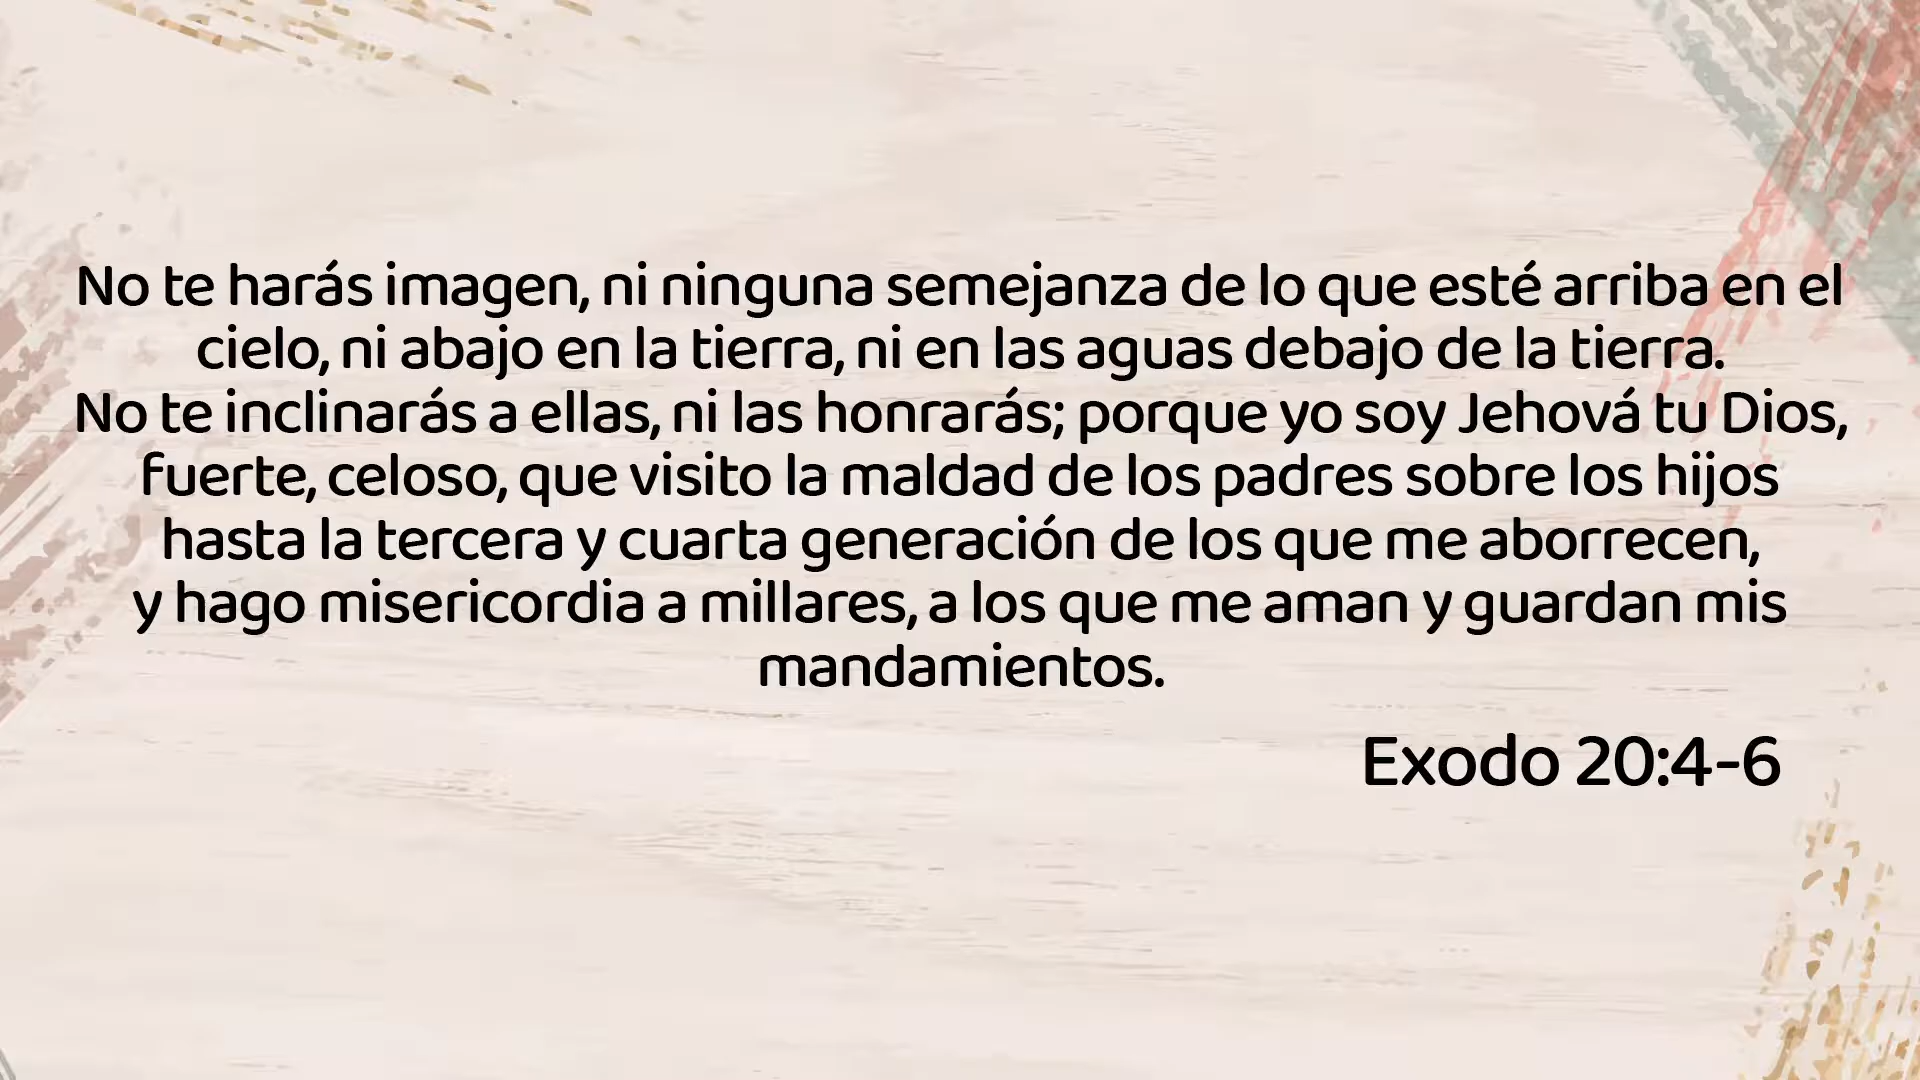 No te harás imagen, ni ninguna semejanza de lo que esté arriba en el
cielo, ni abajo en la tierra, ni en las aguas debajo de la tierra.
No te inclinarás a ellas, ni las honrarás; porque yo soy Jehová tu Dios,
fuerte, celoso, que visito la maldad de los padres sobre los hijos
hasta la tercera y cuarta generación de los que me aborrecen,
y hago misericordia a millares, a los que me aman y guardan mis
mandamientos.
Exodo 20:4-6